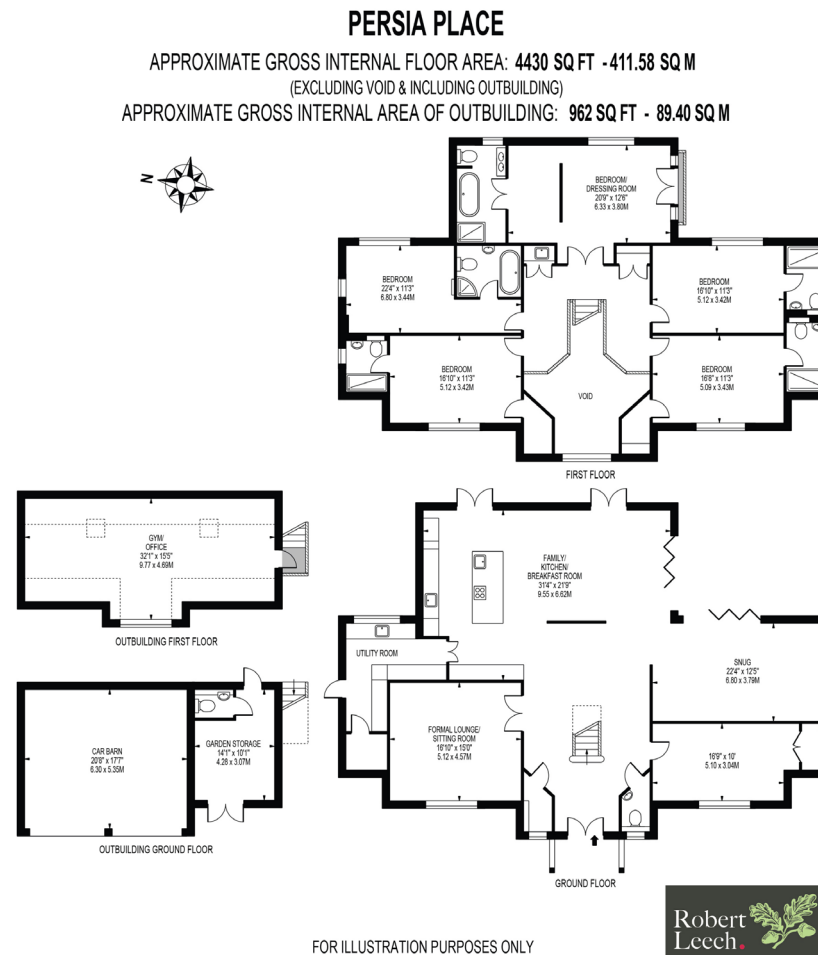 PERSIA PLACE
APPROXIMATE GROSS INTERNAL FLOOR AREA: 4430 SQ FT - 411.58 SQ M
(EXCLUDING VOID & INCLUDING OUTBUILDING)
APPROXIMATE GROSS INTERNAL AREA OF OUTBUILDING: 962 SQ FT - 89.40 SQ M
N
BEDROOM/
DRESSING ROOM
20'9" x 12'6"
6.33 x 3.80M
BEDROOM
22'4" x 11'3"
6.80 x 3.44M
BEDROOM
16'10" x 11'3"
5.12 x 3.42M
BEDROOM
16'10" x 11'3"
5.12 x 3.42M
BEDROOM
16'8" x 11'3"
5.09 x 3.43M
VOID
FIRST FLOOR
GYM/
OFFICE
32'1" x 15'5"
9.77 x 4.69M
OUTBUILDING FIRST FLOOR
FAMILY/
KITCHEN/
BREAKFAST ROOM
31'4" x 21'9"
9.55 x 6.62M
UTILITY ROOM
SNUG
22'4" x 12'5"
6.80 x 3.79M
FORMAL LOUNGE/
SITTING ROOM
16'10" x 15'0"
5.12 x 4.57M
16'9" x 10'
5.10 x 3.04M
CAR BARN
20'8" x 17'7"
6.30 x 5.35M
GARDEN STORAGE
14'1" x 10'1"
4.28 x 3.07M
OUTBUILDING GROUND FLOOR
GROUND FLOOR
Robert
Leech.
FOR ILLUSTRATION PURPOSES ONLY